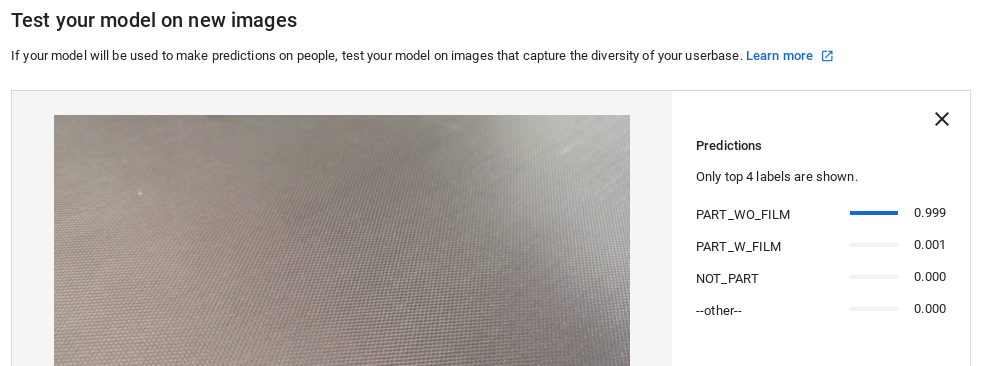 Test your model on new images
If your model will be used to make predictions on people, test your model on images that capture the diversity of your userbase. Learn more
Predictions
Only top 4 labels are shown.
PART_WO_FILM 0.999
PART_W_FILM 0.001
NOT_PART 0.000
--other-- 0.000